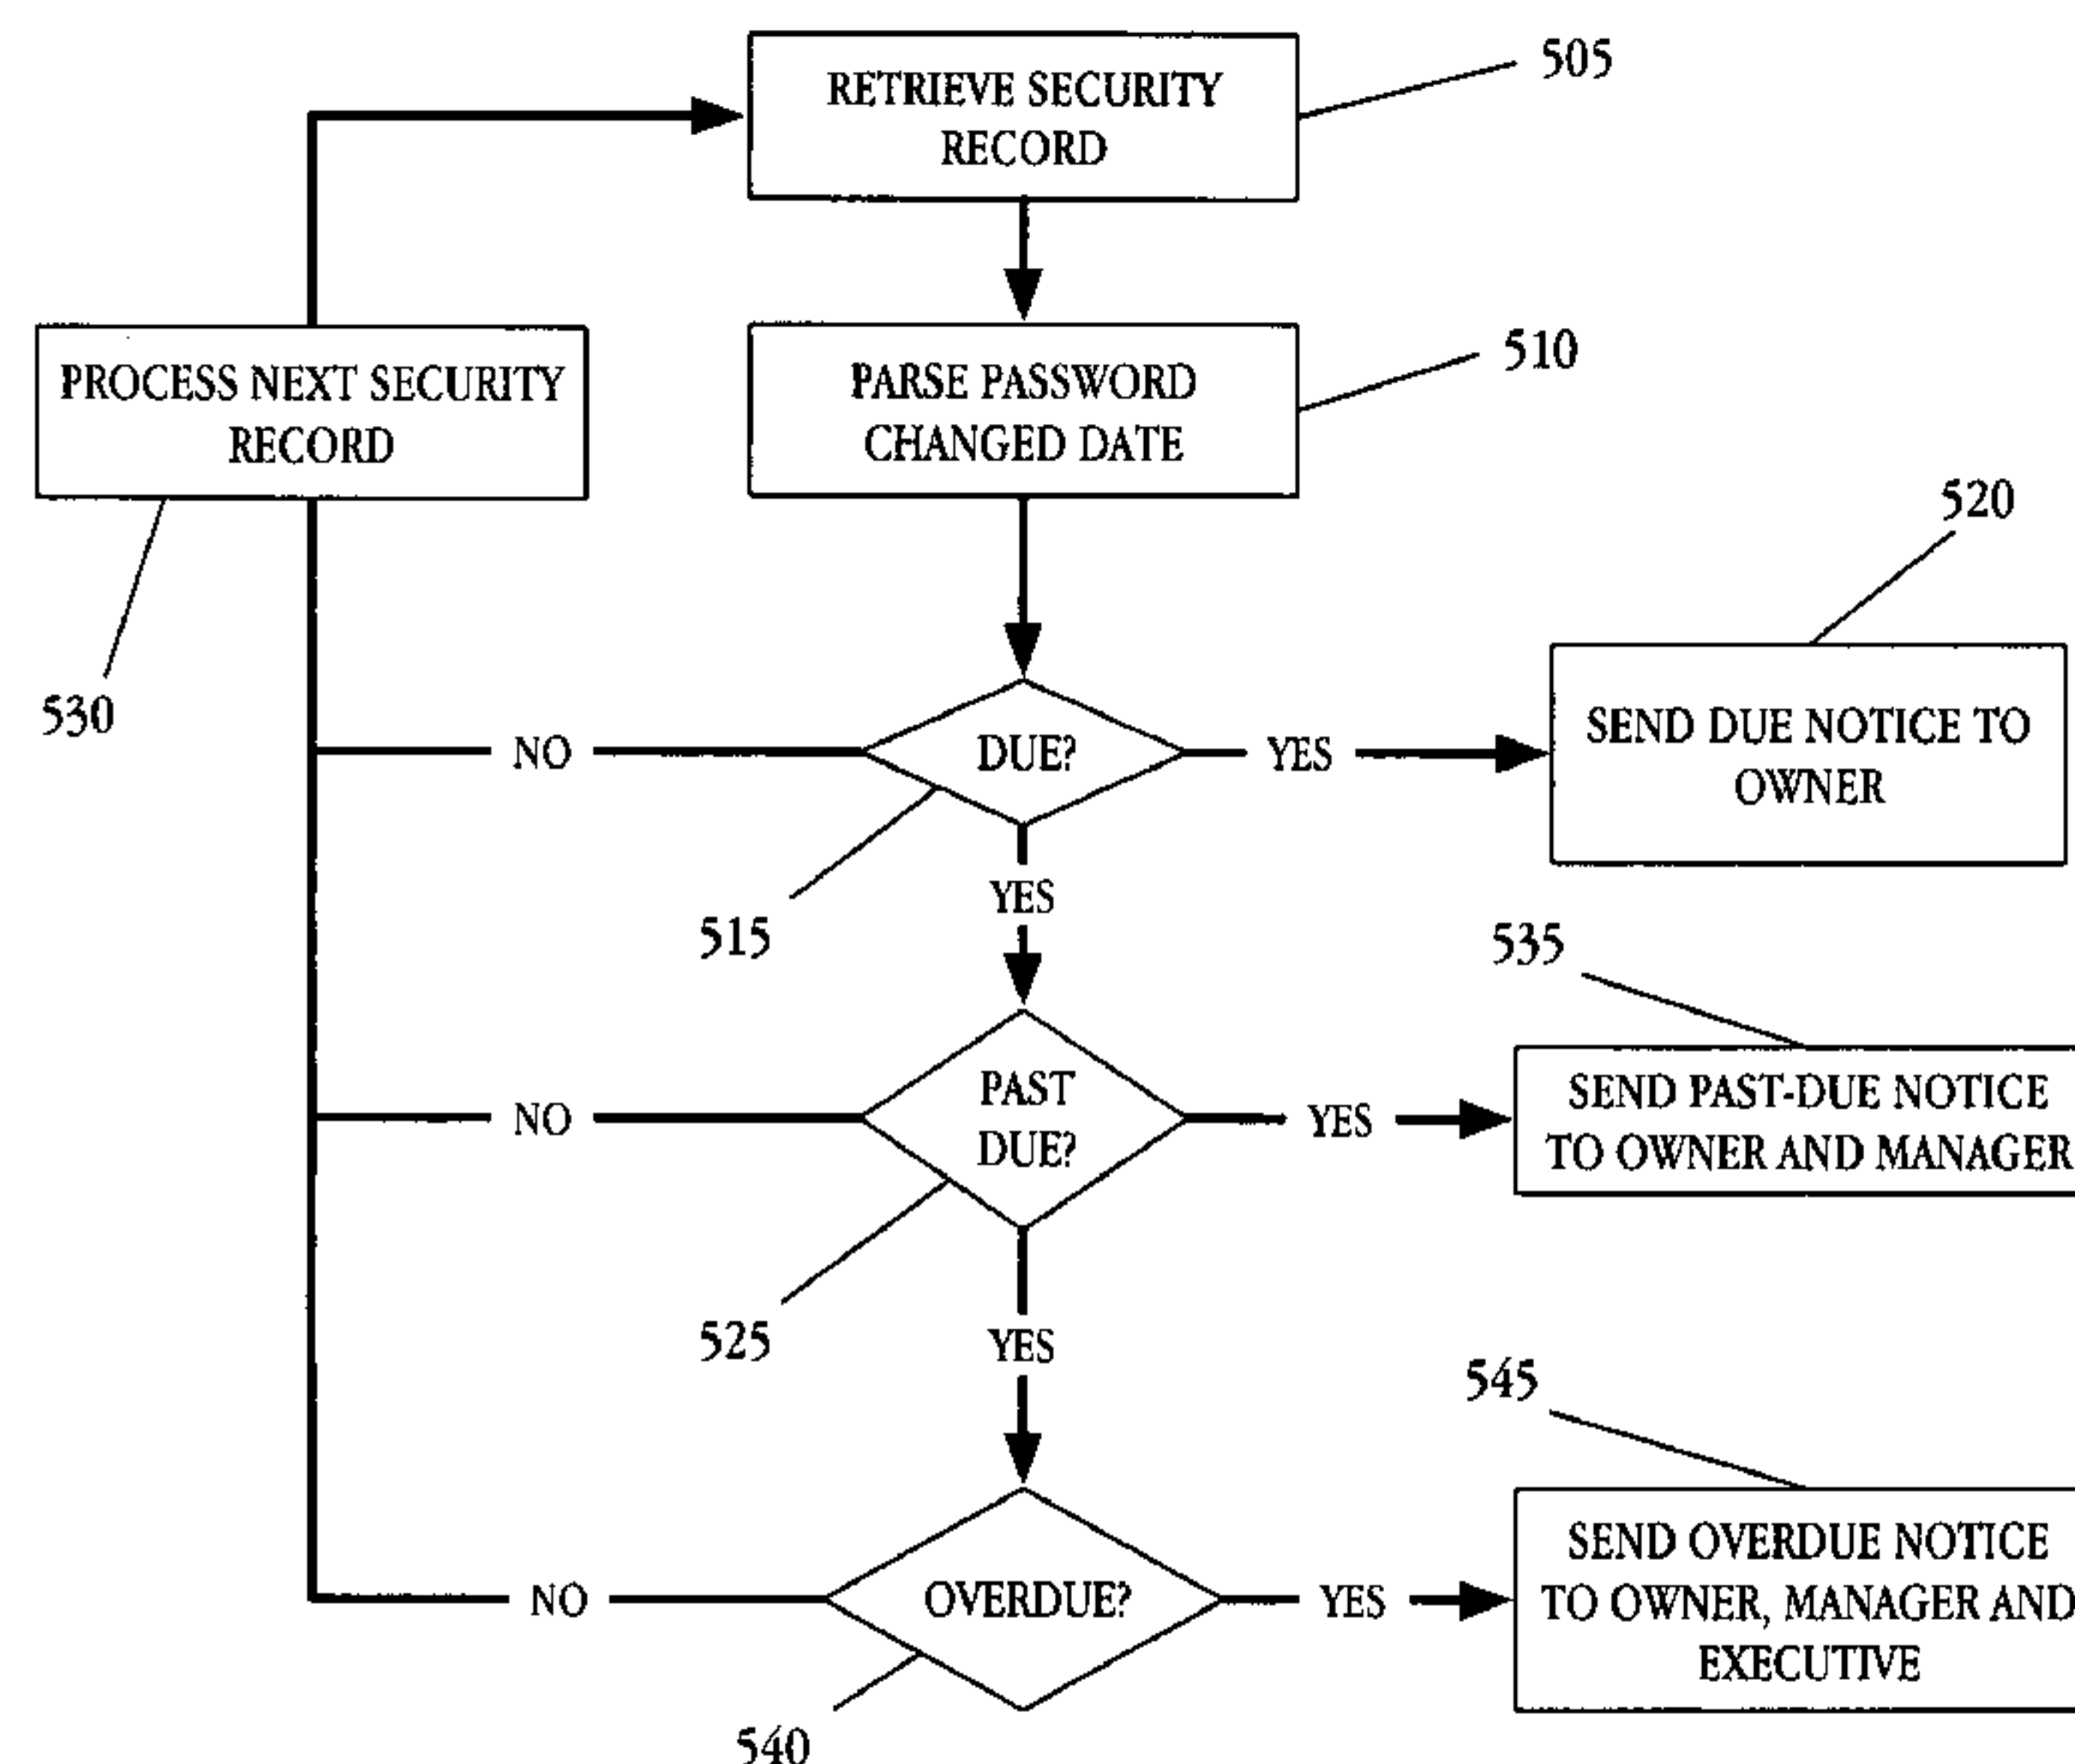 505
RETRIEVE SECURITY
RECORD
PROCESS NEXT SECURITY
RECORD
PARSE PASSWORD
CHANGED DATE
510
520
530
NO
DUE?
YES
SEND DUE NOTICE TO
OWNER
515
YES
535
NO
PAST
DUE?
YES
SEND PAST-DUE NOTICE
TO OWNER AND MANAGER
525
YES
545
NO
OVERDUE?
YES
SEND OVERDUE NOTICE
TO OWNER, MANAGER AND
EXECUTIVE
540